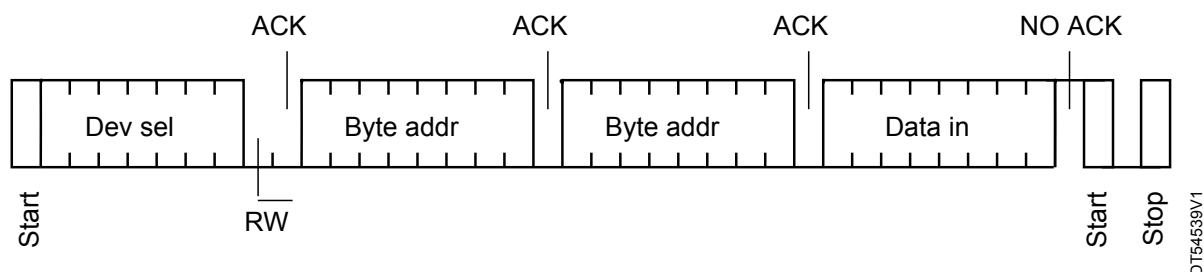 ACK ACK ACK NO ACK
Dev sel Byte addr Byte addr Data in
Start RW Start Stop
DT54539V1